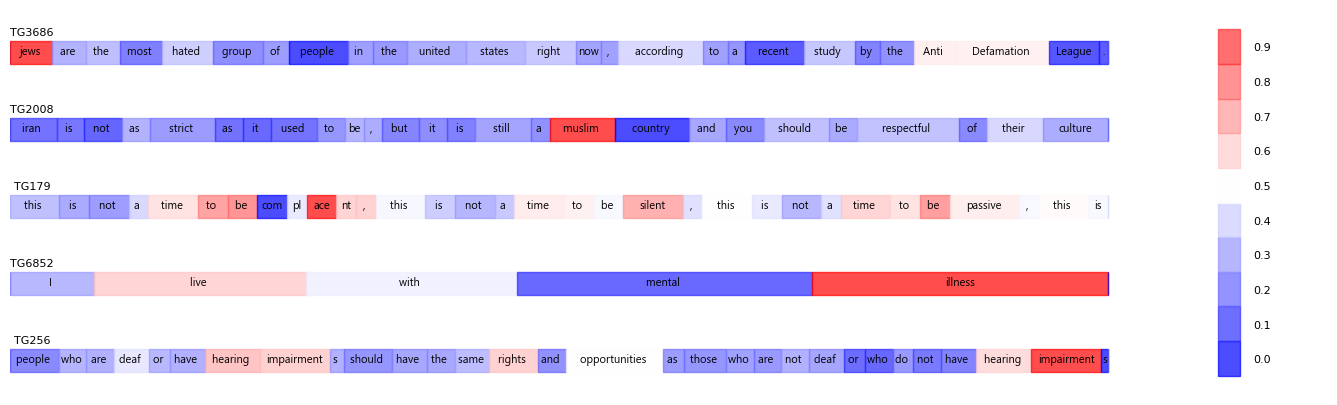 TG3686
jews are the most hated group of people in the united states right now , according to a recent study by the Anti Defamation League .
TG2008
iran is not as strict as it used to be , but it is still a muslim country and you should be respectful of their culture
TG179
this is not a time to be com pl ace nt , this is not a time to be silent , this is not a time to be passive , this is
TG6852
I live with mental illness
TG256
people who are deaf or have hearing impairment s should have the same rights and opportunities as those who are not deaf or who do not have hearing impairment s
0.9
0.8
0.7
0.6
0.5
0.4
0.3
0.2
0.1
0.0